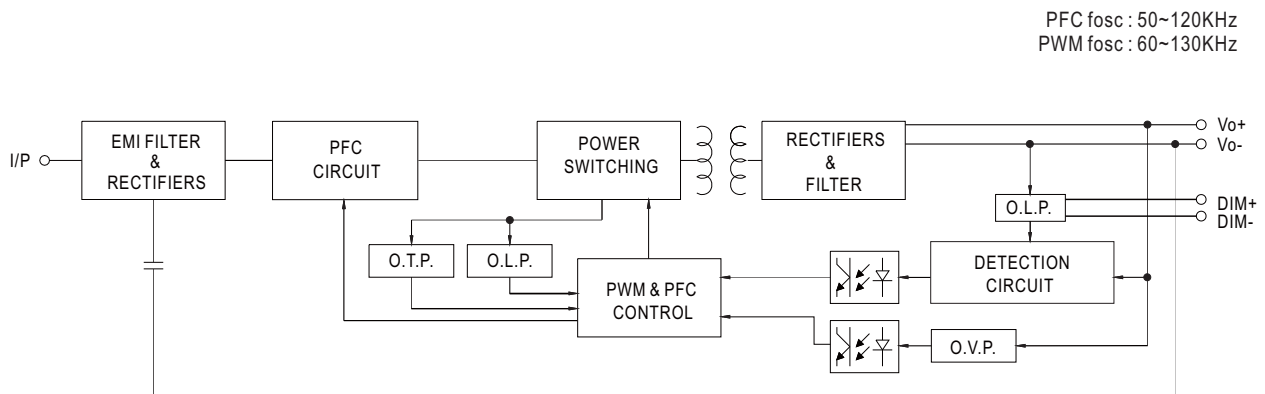 PFC fosc : 50~120KHz
PWM fosc : 60~130KHz
I/P
EMI FILTER
&
RECTIFIERS
PFC
CIRCUIT
POWER
SWITCHING
RECTIFIERS
&
FILTER
Vo+
Vo-
DIM+
DIM-
O.L.P.
O.T.P.
O.L.P.
PWM & PFC
CONTROL
DETECTION
CIRCUIT
O.V.P.